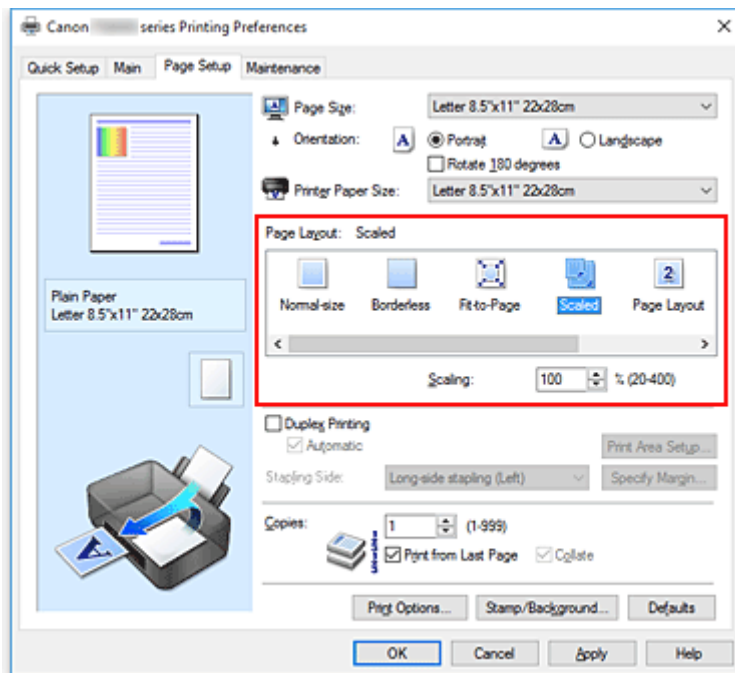 Canon series Printing Preferences
Quick Setup Main Page Setup Maintenance
Page Size: Letter 8.5"x11" 22x28cm
Orientation: A Portrait A Landscape
Rotate 180 degrees
Printer Paper Size: Letter 8.5"x11" 22x28cm
Page Layout: Scaled
Normal-size Borderless Fit-to-Page Scaled Page Layout
Plain Paper
Letter 8.5"x11" 22x28cm
Scaling: 100 % (20-400)
Duplex Printing
Automatic
Print Area Setup...
Stapling Side: Long-side stapling (Left) Specify Margin...
Copies: 1 (1-999)
Print from Last Page Collate
Print Options... Stamp/Background... Defaults
OK Cancel Apply Help